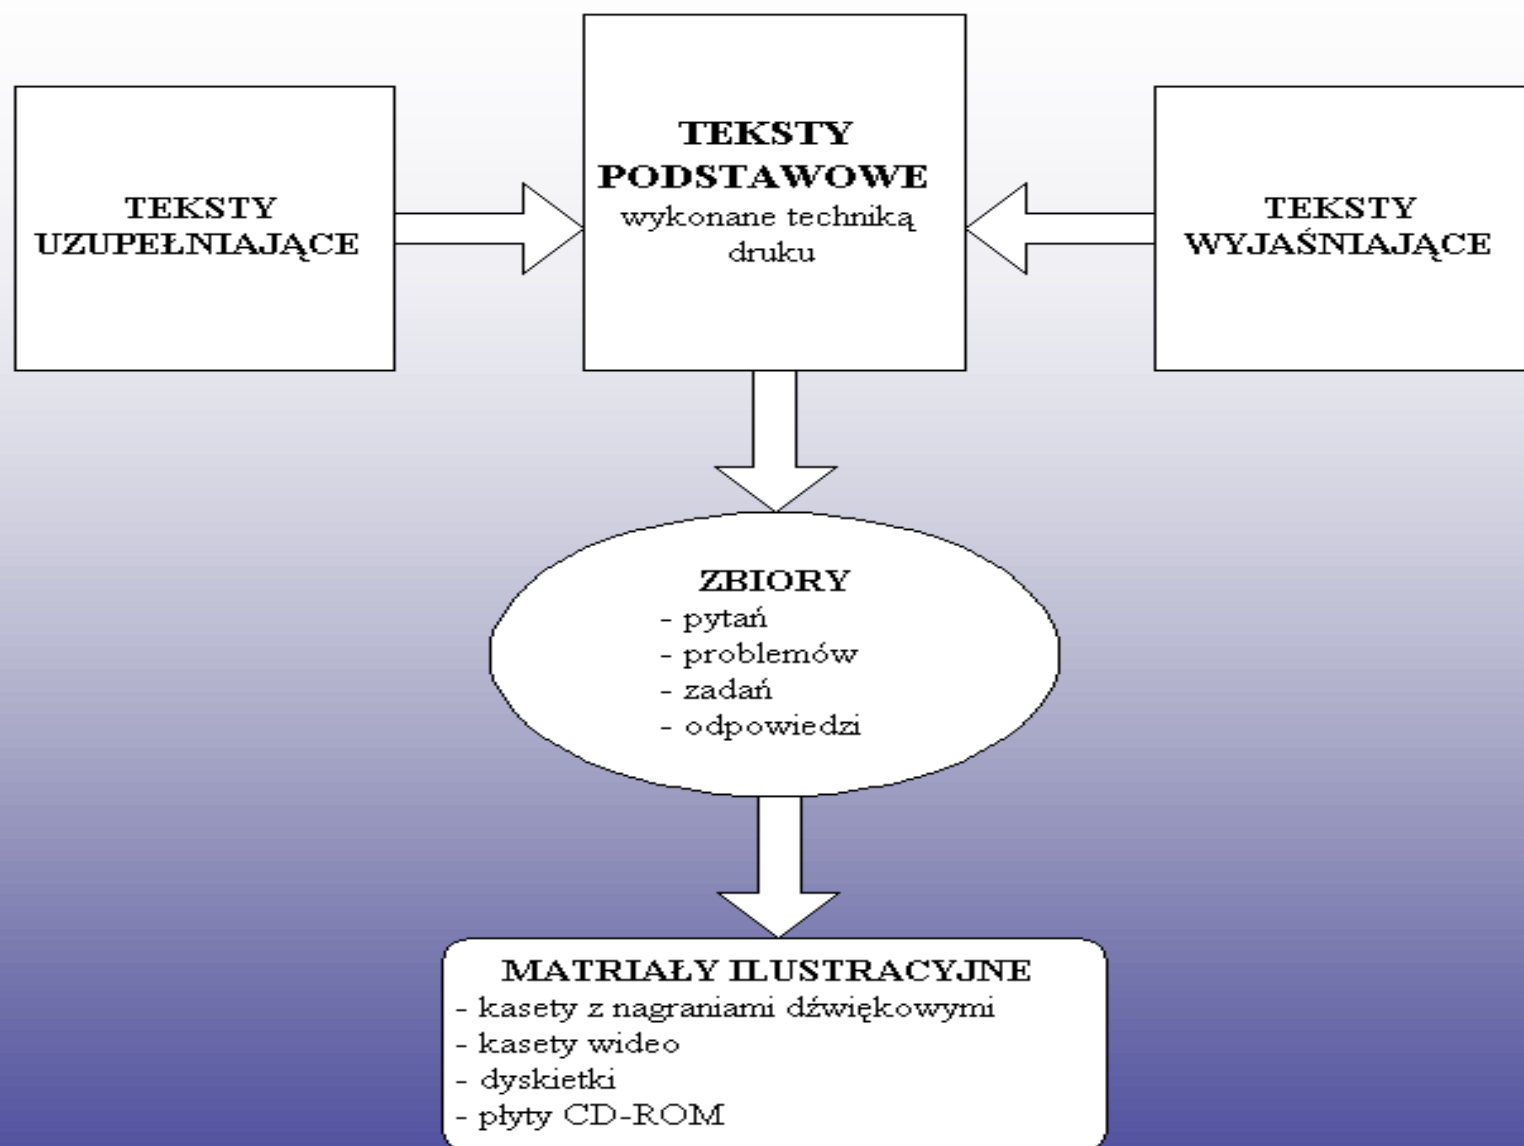 TEKSTY
UZUPEŁNIAJĄCE
TEKSTY
PODSTAWOWE
wykonane techniką
druku
TEKSTY
WYJAŚNIAJĄCE
ZBIORY
- pytań
- problemów
- zadań
- odpowiedzi
MATRIAŁY ILUSTRACYJNE
- kasety z nagraniami dźwiękowymi
- kasety wideo
- dyskietki
- płyty CD-ROM